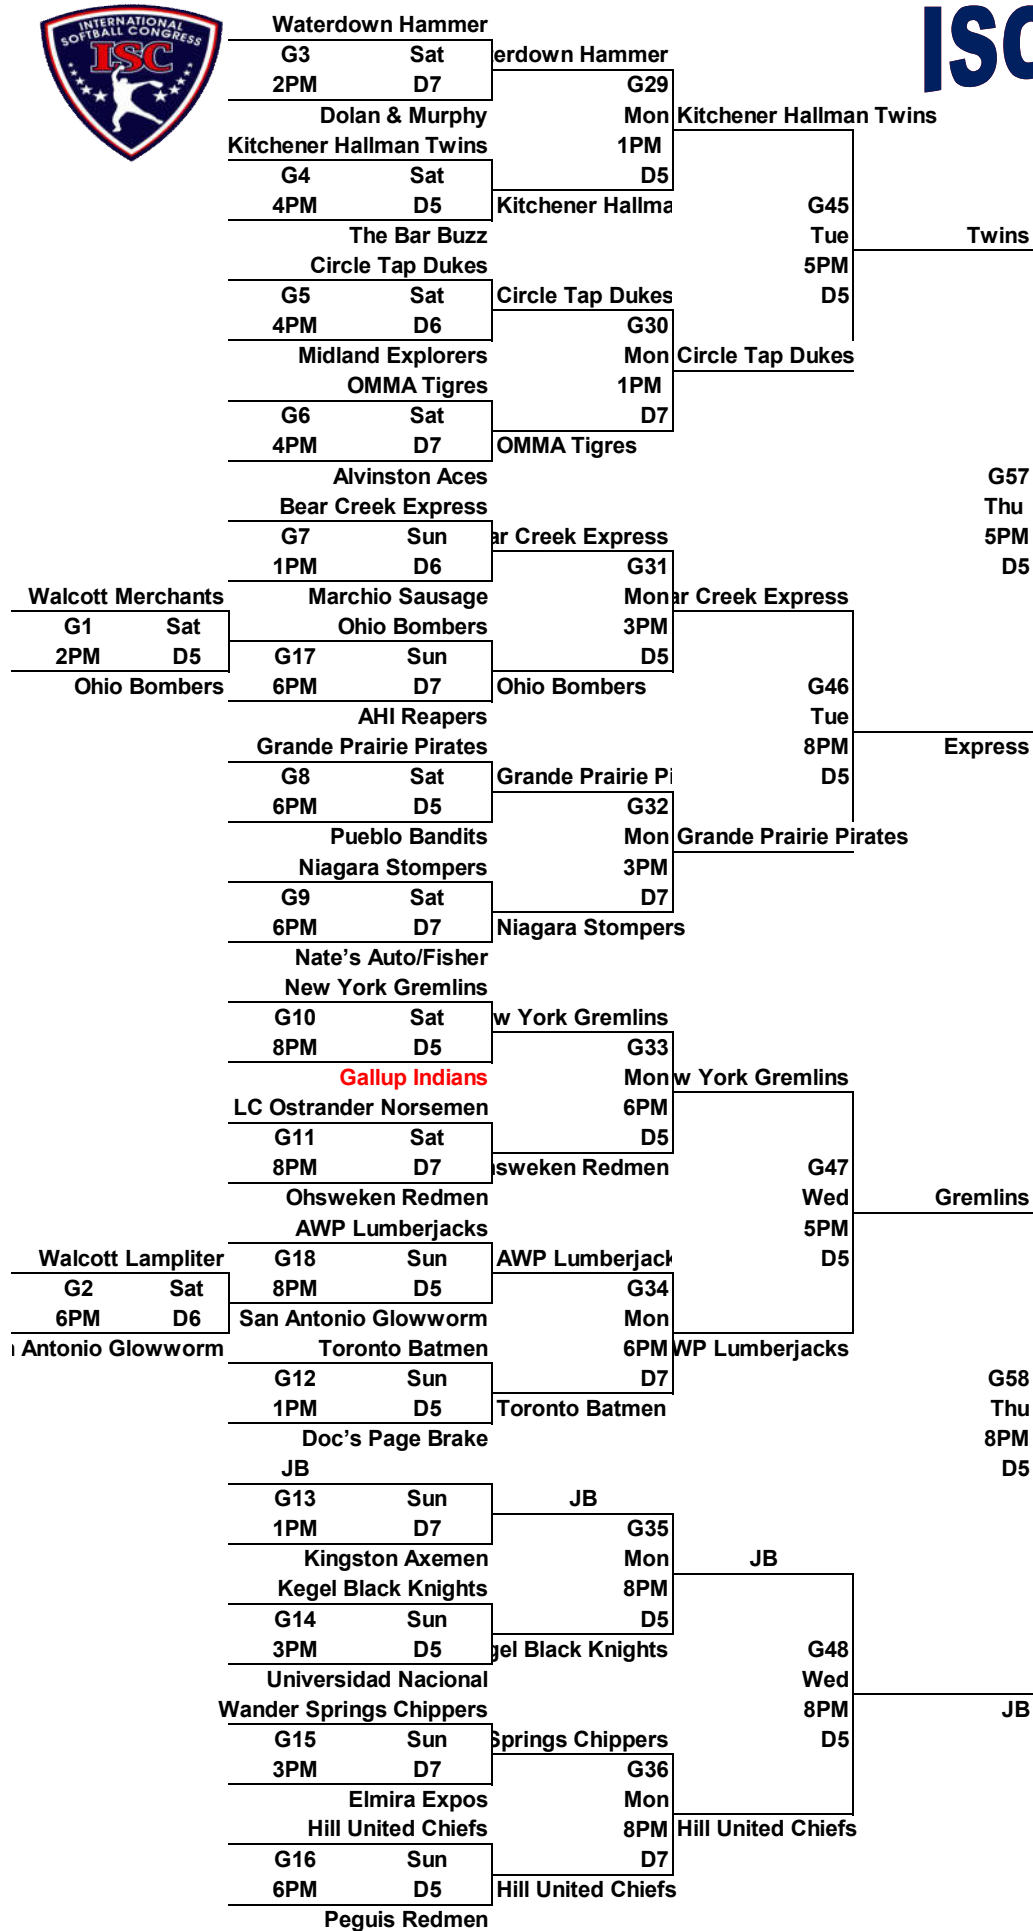 INTERNATIONAL
SOFTBALL CONGRESS
ISC
ISC
Waterdown Hammer
G3 Sat erdown Hammer
2PM D7 G29
Dolan & Murphy Mon Kitchener Hallman Twins
Kitchener Hallman Twins 1PM
G4 Sat D5
4PM D5 Kitchener Hallma G45
The Bar Buzz Tue Twins
Circle Tap Dukes 5PM
G5 Sat Circle Tap Dukes D5
4PM D6 G30
Midland Explorers Mon Circle Tap Dukes
OMMA Tigres 1PM
G6 Sat D7
4PM D7 OMMA Tigres
Alvinston Aces G57
Bear Creek Express Thu
G7 Sun ar Creek Express 5PM
1PM D6 G31 D5
Walcott Merchants Marchio Sausage Mon ar Creek Express
G1 Sat Ohio Bombers 3PM
2PM D5 G17 Sun D5
Ohio Bombers 6PM D7 Ohio Bombers G46
AHI Reapers Tue
Grande Prairie Pirates 8PM Express
G8 Sat Grande Prairie Pi D5
6PM D5 G32
Pueblo Bandits Mon Grande Prairie Pirates
Niagara Stompers 3PM
G9 Sat D7
6PM D7 Niagara Stompers
Nate's Auto/Fisher
New York Gremlins
G10 Sat w York Gremlins
8PM D5 G33
Gallup Indians Mon w York Gremlins
LC Ostrander Norsemen 6PM
G11 Sat D5
8PM D7 sweken Redmen G47
Ohsweken Redmen Wed Gremlins
AWP Lumberjacks 5PM
Walcott Lampliter G18 Sun AWP Lumberjack D5
G2 Sat 8PM D5 G34
6PM D6 San Antonio Glowworm Mon
Antonio Glowworm Toronto Batmen 6PM WP Lumberjacks
G12 Sun D7 G58
1PM D5 Toronto Batmen Thu
Doc's Page Brake 8PM
JB D5
G13 Sun JB
1PM D7 G35
Kingston Axemen Mon JB
Kegel Black Knights 8PM
G14 Sun D5
3PM D5 gel Black Knights G48
Universidad Nacional Wed
Wander Springs Chippers 8PM JB
G15 Sun Springs Chippers D5
3PM D7 G36
Elmira Expos Mon
Hill United Chiefs 8PM Hill United Chiefs
G16 Sun D7
6PM D5 Hill United Chiefs
Peguis Redmen